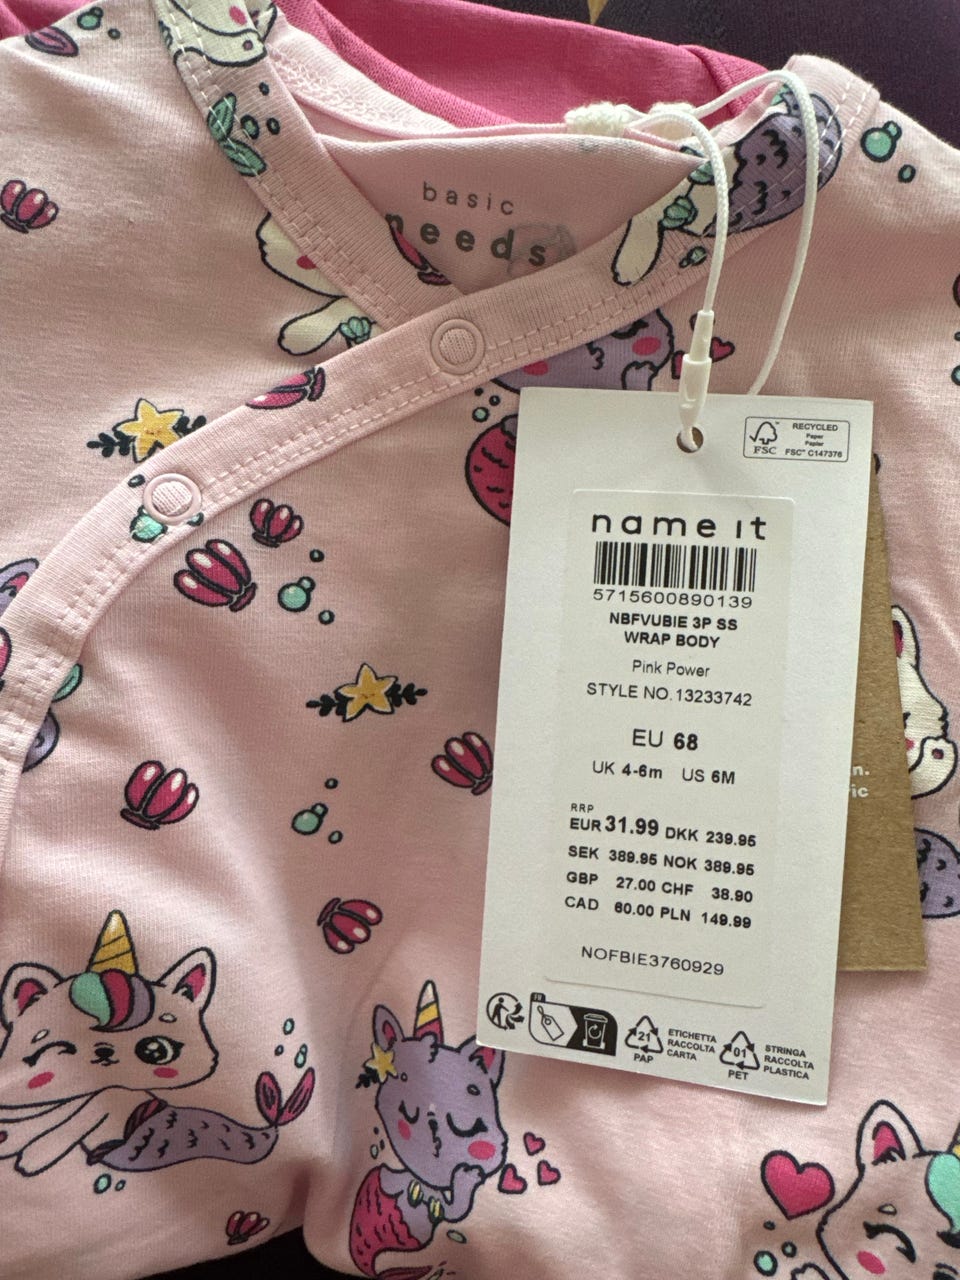 basic
needs
RECYCLED
Paper
Papier
FSC™ C147376
FSC
name it
5715600890139
NBFVUBIE 3P SS
WRAP BODY
Pink Power
STYLE NO. 13233742
EU 68
UK 4-6m US 6M
RRP
EUR 31.99 DKK 239.95
SEK 389.95 NOK 389.95
GBP 27.00 CHF 38.90
CAD 60.00 PLN 149.99
NOFBIE3760929
FR
21
PAP
ETICHETTA
RACCOLTA
CARTA
01
PET
STRINGA
RACCOLTA
PLASTICA